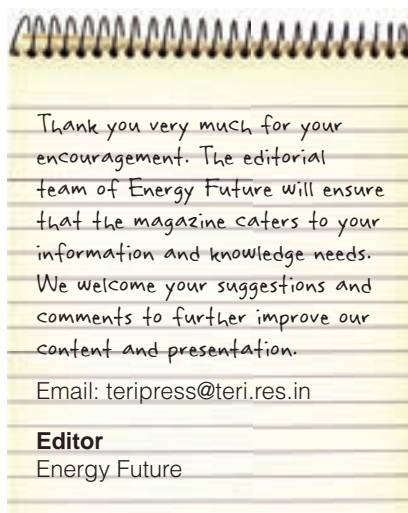 Thank you very much for your
encouragement. The editorial
team of Energy Future will ensure
that the magazine caters to your
information and knowledge needs.
We welcome your suggestions and
comments to further improve our
content and presentation.
Email: teripress@teri.res.in
Editor
Energy Future